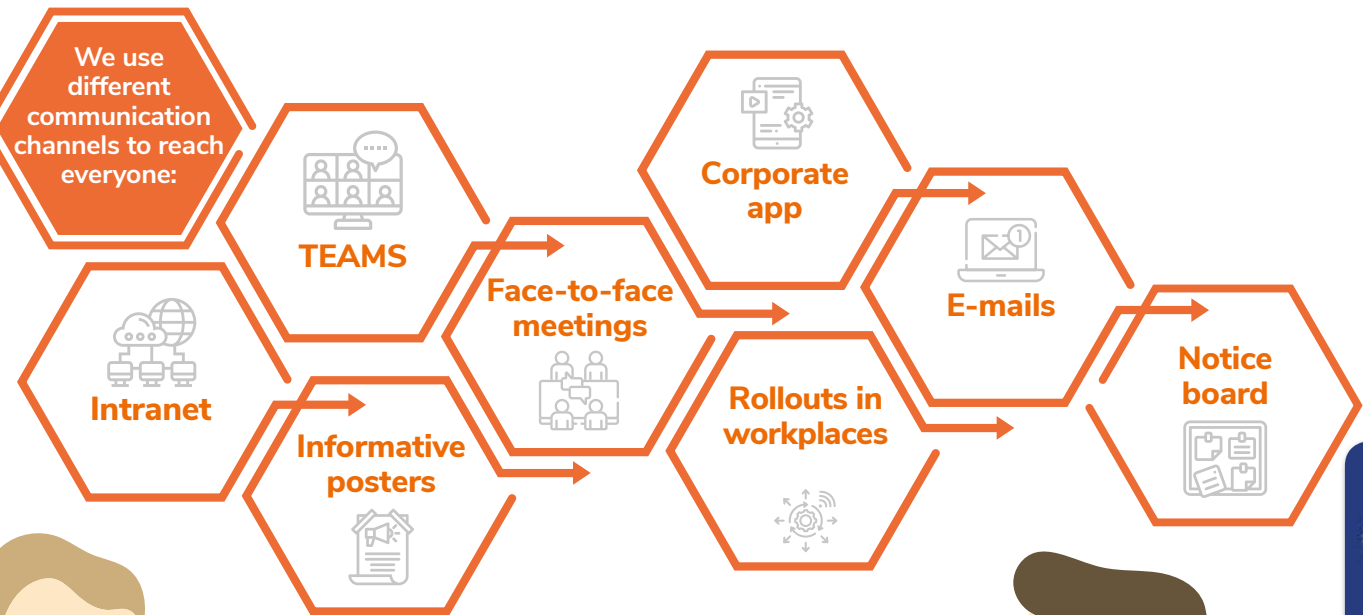 We use
different
communication
channels to reach
everyone:
TEAMS
Intranet
Informative
posters
Face-to-face
meetings
Corporate
app
Rollouts in
workplaces
E-mails
1
Notice
board